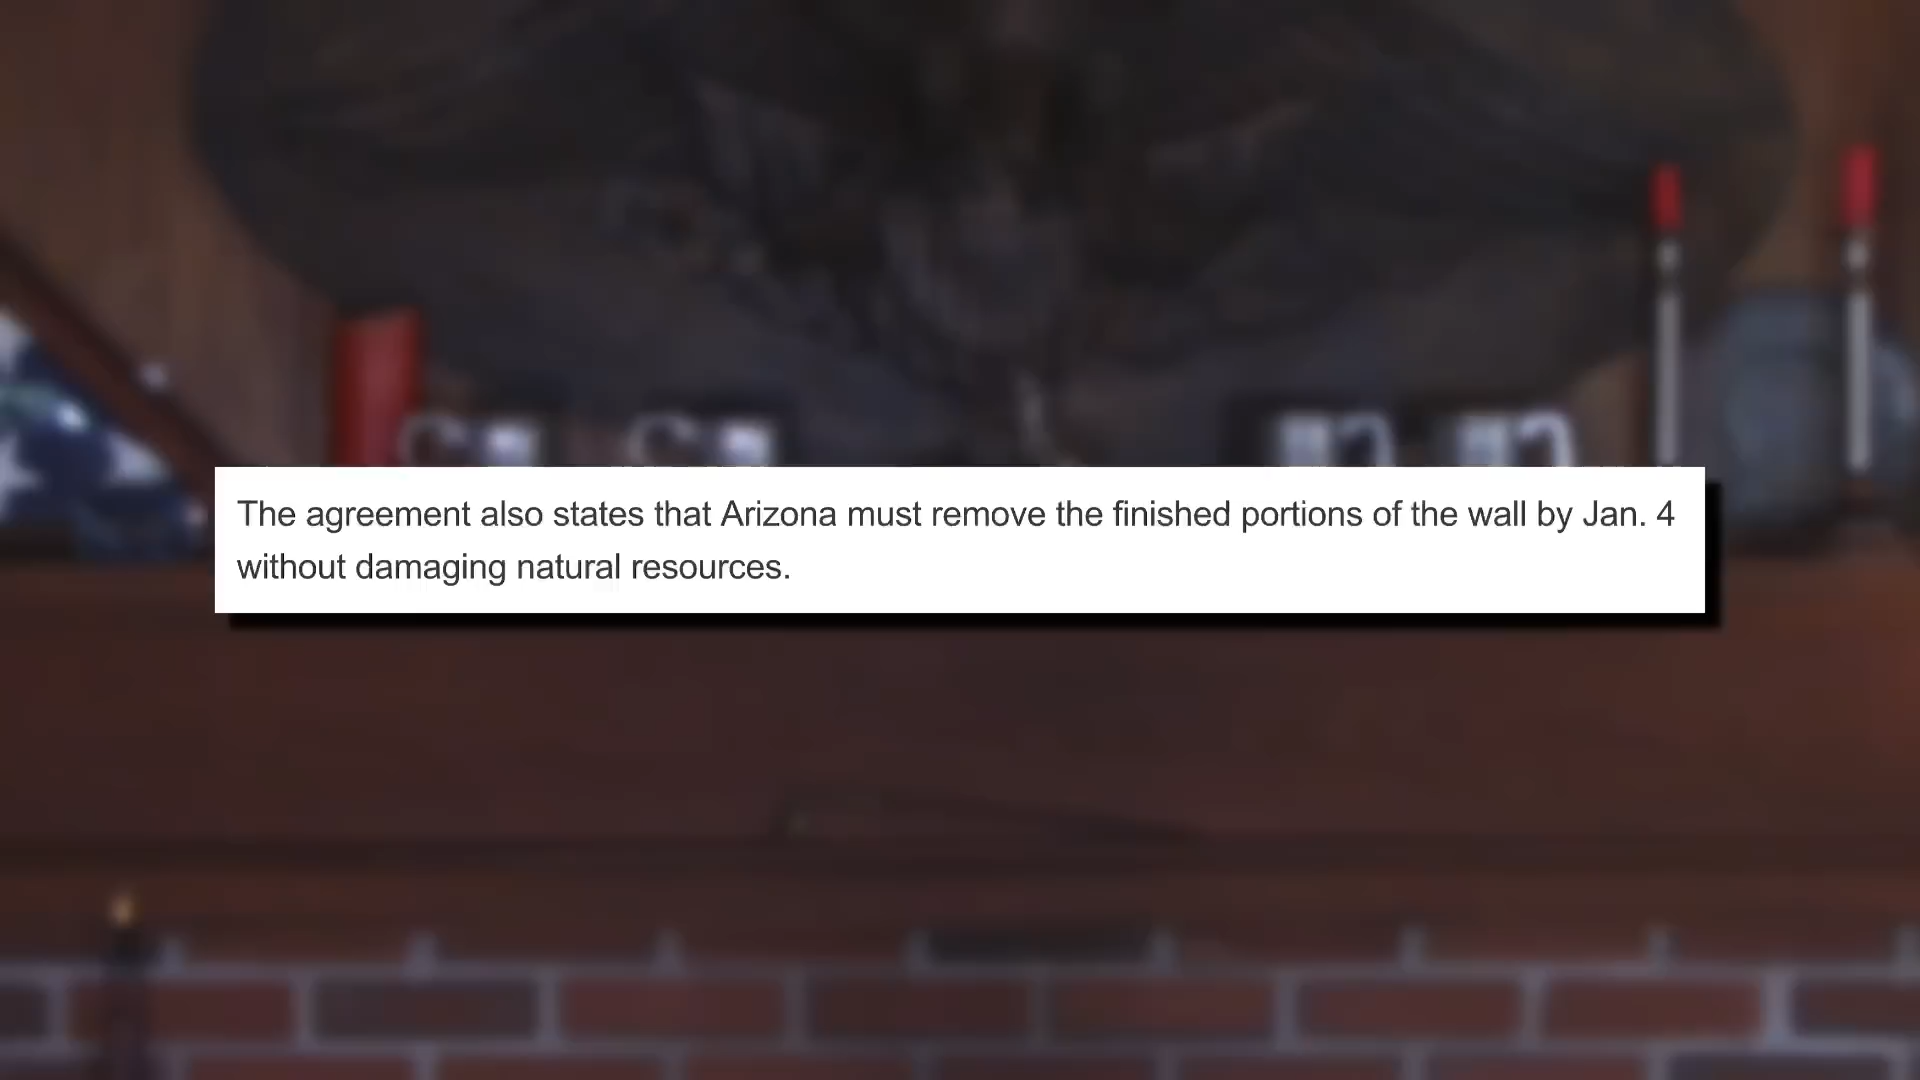 The agreement also states that Arizona must remove the finished portions of the wall by Jan. 4
without damaging natural resources.